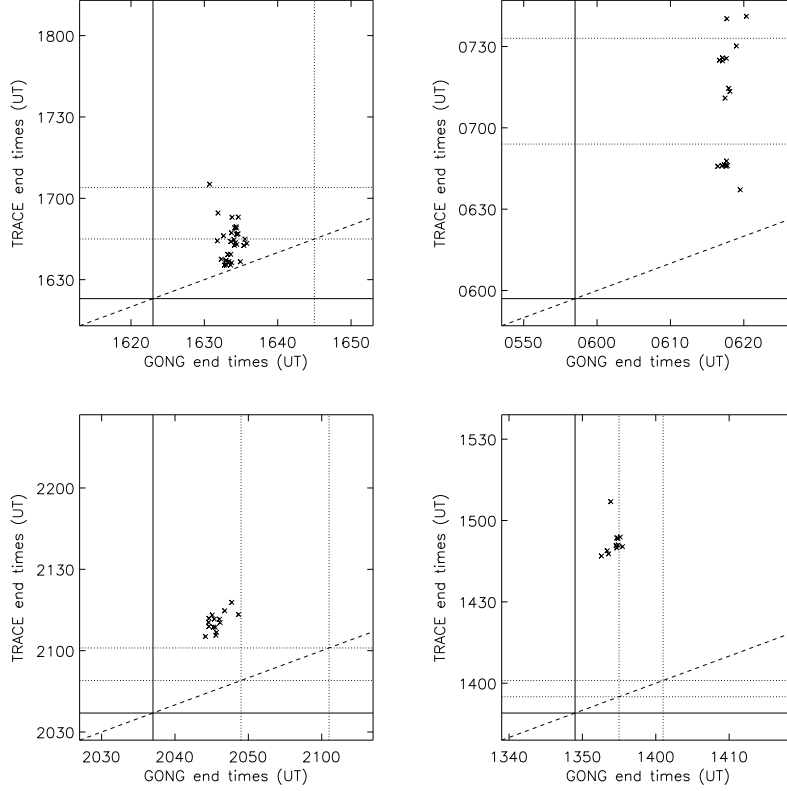 1800
1730
1700
1630
TRACE end times (UT)
1620 1630 1640 1650
GONG end times (UT)
0730
0700
0630
0600
TRACE end times (UT)
0550 0600 0610 0620
GONG end times (UT)
2200
2130
2100
2030
TRACE end times (UT)
2030 2040 2050 2100
GONG end times (UT)
1530
1500
1430
1400
TRACE end times (UT)
1340 1350 1400 1410
GONG end times (UT)